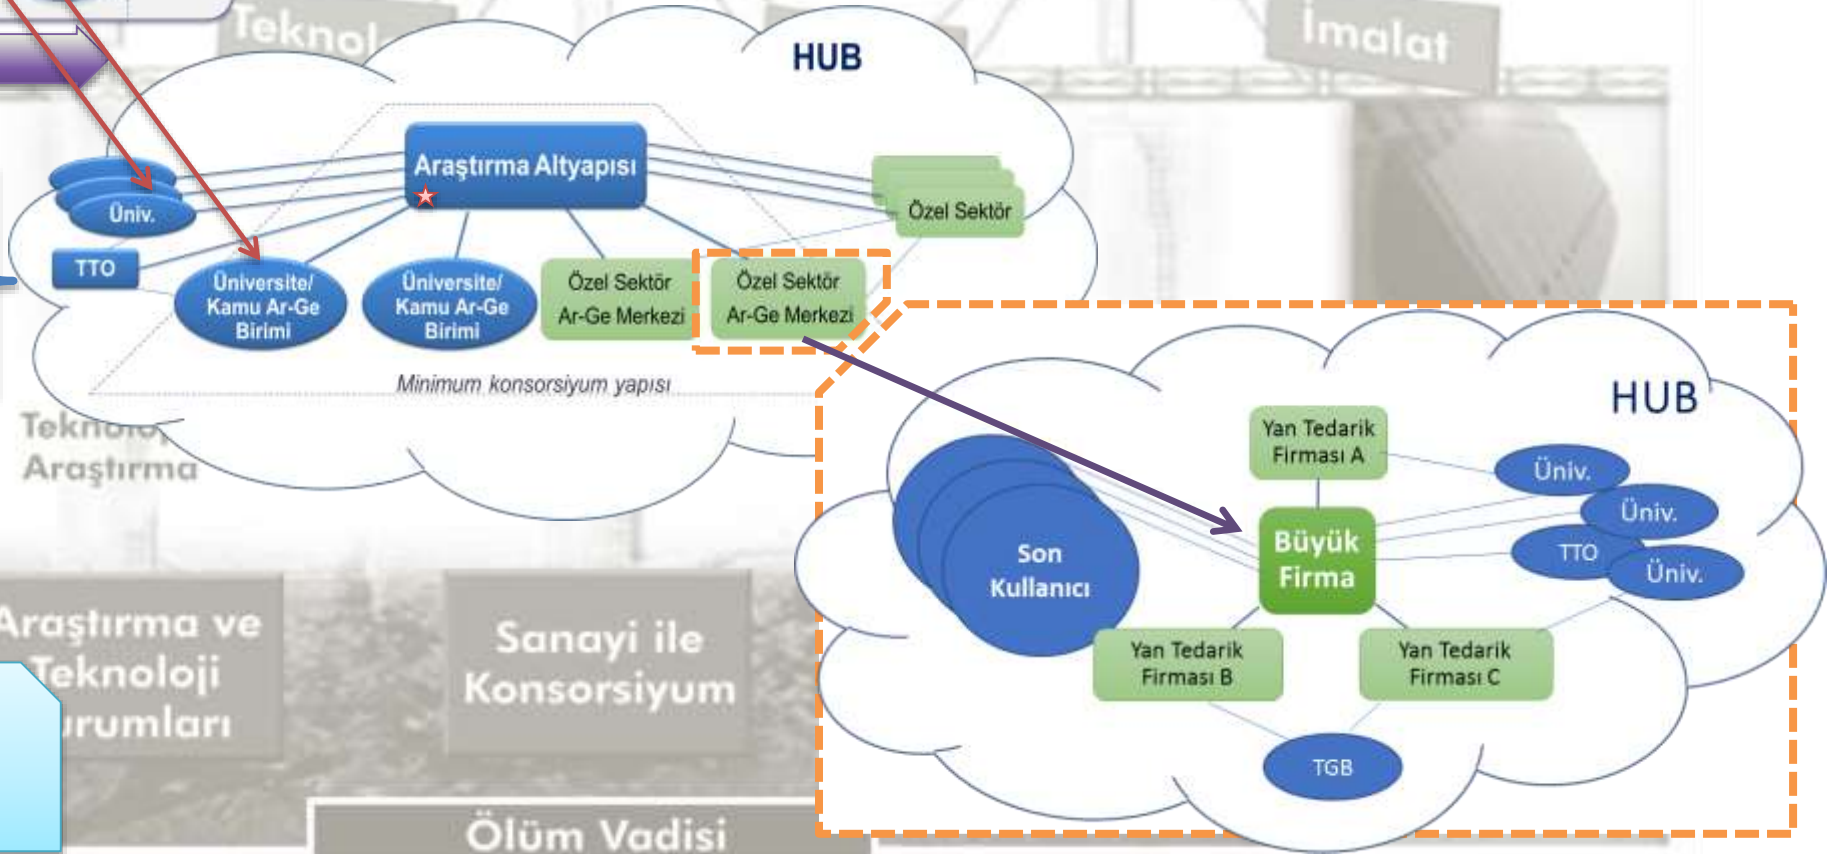 HUB
İmalat
Araştırma Altyapısı
Üniv.
Özel Sektör
TTO
Üniversite/
Kamu Ar-Ge
Birimi
Üniversite/
Kamu Ar-Ge
Birimi
Özel Sektör
Ar-Ge Merkezi
Özel Sektör
Ar-Ge Merkezi
Minimum konsorsiyum yapısı
Araştırma
HUB
Yan Tedarik
Firması A
Üniv.
Üniv.
TTO
Üniv.
Büyük
Firma
Son
Kullanıcı
Yan Tedarik
Firması B
Yan Tedarik
Firması C
TGB
Araştırma ve
Teknoloji
Sanayi ile
Konsorsiyum
Ölüm Vadisi